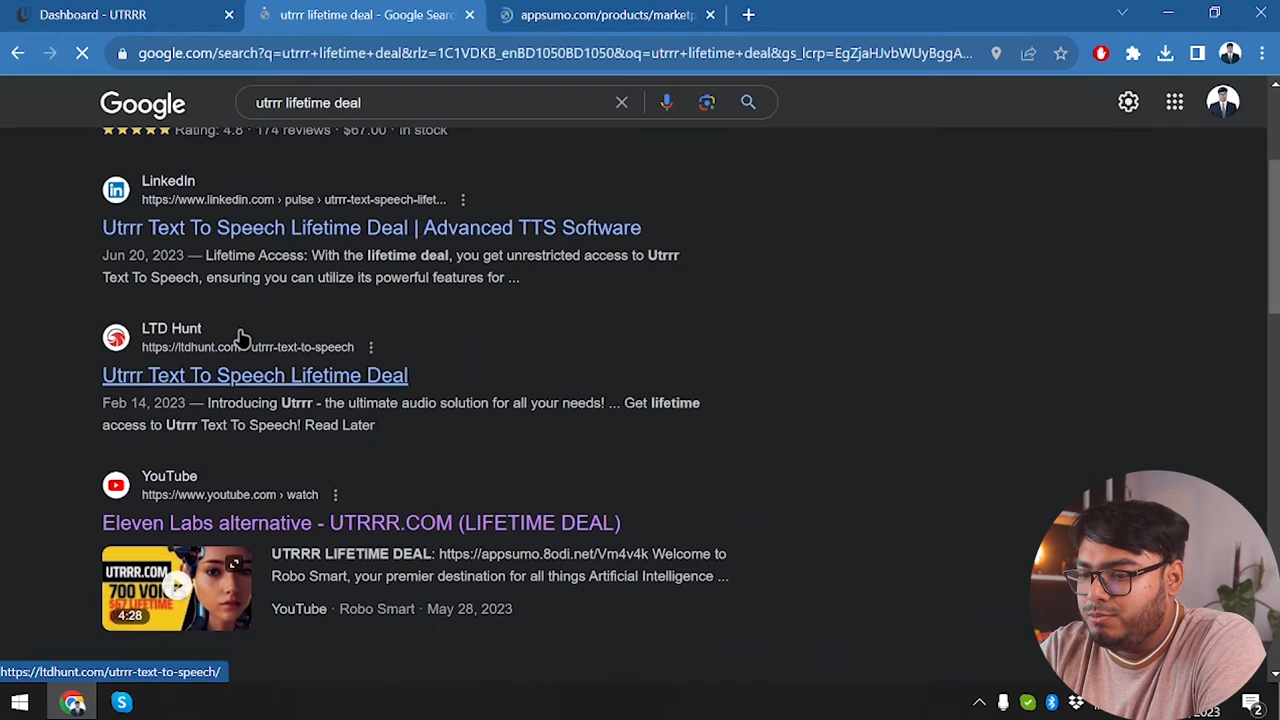 Dashboard - UTRRR
utrrr lifetime deal - Google Sear
appsumo.com/products/marketp
google.com/search?q=utrrr+lifetime+deal&rlz=1C1VDKB_enBD1050BD1050&oq=utrrr+lifetime+deal&gs_lcrp=EgZjaHJvbWUyBggA...
Google
utrrr lifetime deal
Rating: 4.8 · 174 reviews · $67.00 · In stock
LinkedIn
https://www.linkedin.com › pulse › utrrr-text-speech-lifet...
Utrrr Text To Speech Lifetime Deal | Advanced TTS Software
Jun 20, 2023 — Lifetime Access: With the lifetime deal, you get unrestricted access to Utrrr
Text To Speech, ensuring you can utilize its powerful features for ...
LTD Hunt
https://ltdhunt.com utrrr-text-to-speech
Utrrr Text To Speech Lifetime Deal
Feb 14, 2023 — Introducing Utrrr - the ultimate audio solution for all your needs! ... Get lifetime
access to Utrrr Text To Speech! Read Later
YouTube
https://www.youtube.com › watch
Eleven Labs alternative - UTRRR.COM (LIFETIME DEAL)
UTRRR.COM
700 VOI
$67 LIFETIME
4:28
UTRRR LIFETIME DEAL: https://appsumo.8odi.net/Vm4v4k Welcome to
Robo Smart, your premier destination for all things Artificial Intelligence ...
YouTube · Robo Smart · May 28, 2023
https://ltdhunt.com/utrrr-text-to-speech/
2023
2